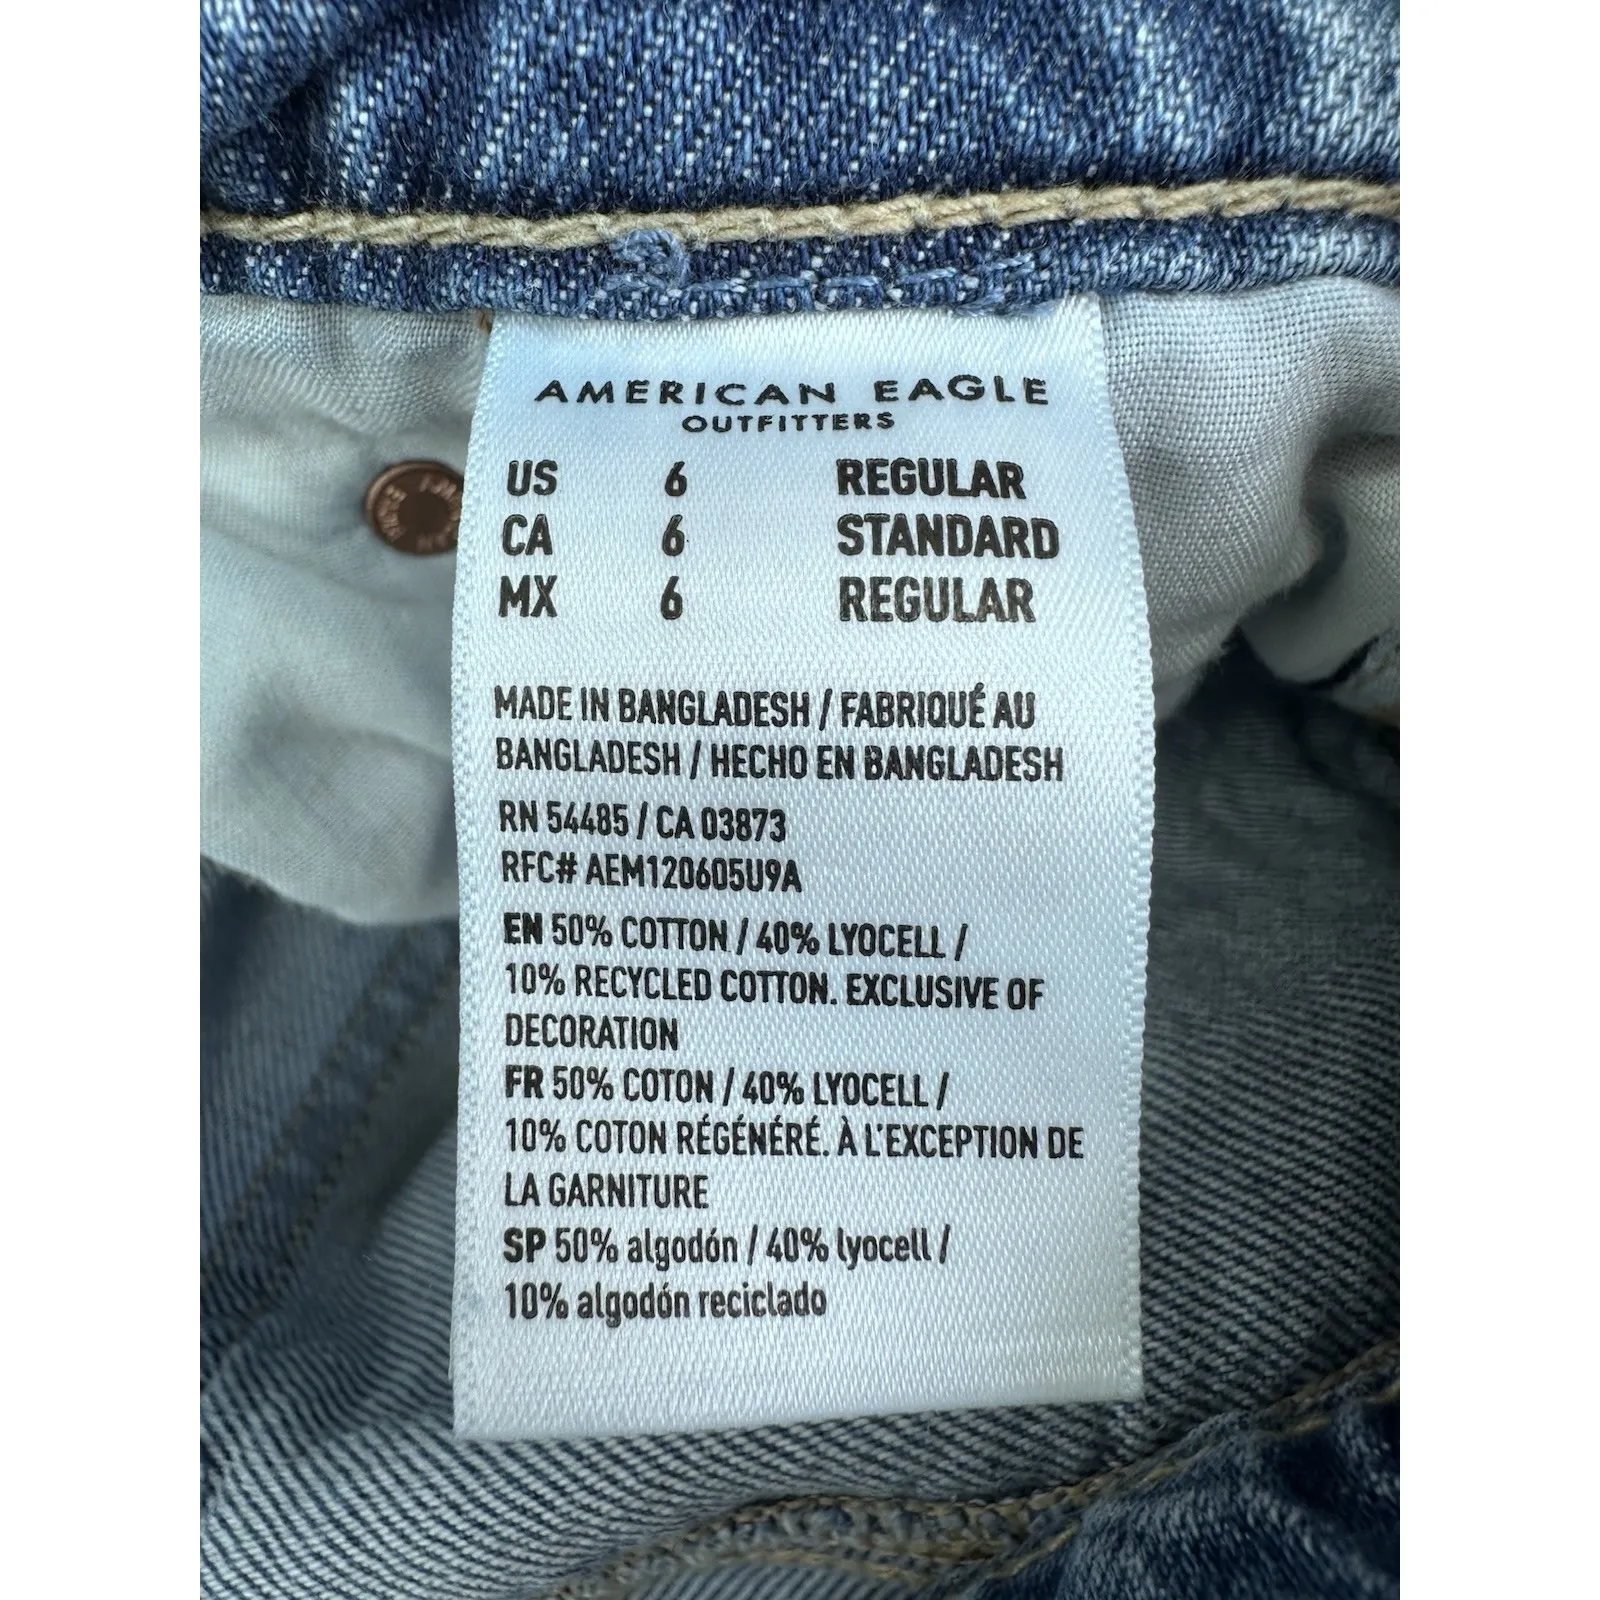 AMERICAN EAGLE
OUTFITTERS
US 6 REGULAR
CA 6 STANDARD
MX 6 REGULAR
MADE IN BANGLADESH / FABRIQUÉ AU
BANGLADESH / HECHO EN BANGLADESH
RN 54485 / CA 03873
RFC# AEM120605U9A
EN 50% COTTON / 40% LYOCELL /
10% RECYCLED COTTON. EXCLUSIVE OF
DECORATION
FR 50% COTON / 40% LYOCELL /
10% COTON RÉGÉNÉRÉ. À L'EXCEPTION DE
LA GARNITURE
SP 50% algodón / 40% lyocell /
10% algodón reciclado